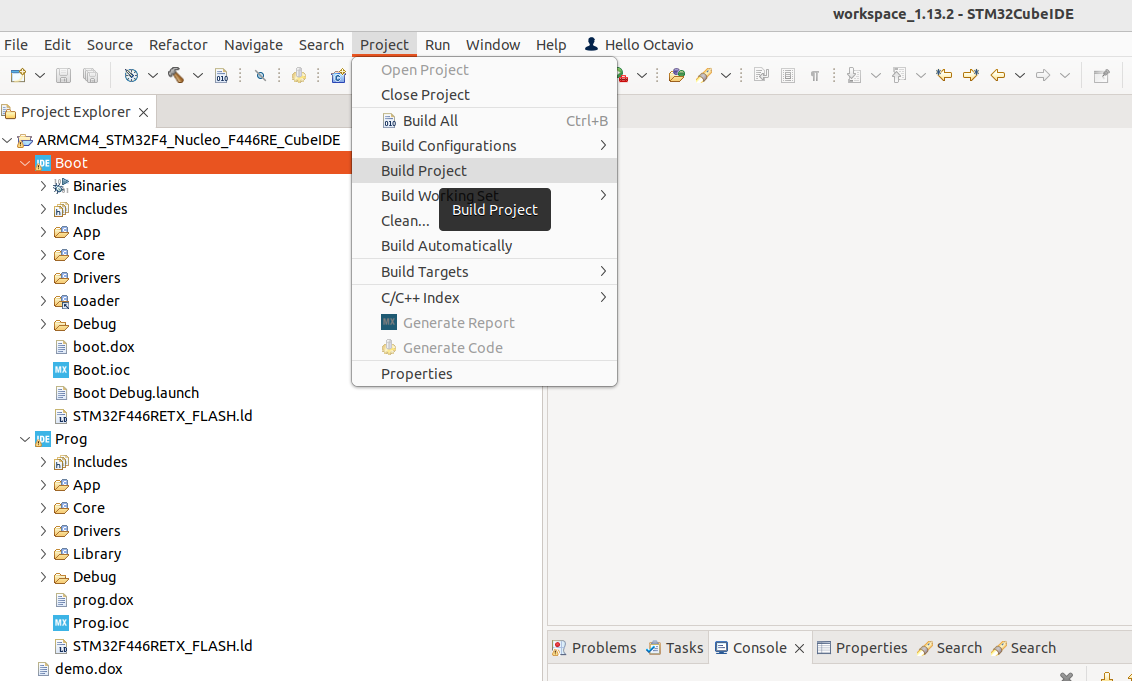 workspace_1.13.2 - STM32CubeIDE
File Edit Source Refactor Navigate Search Project Run Window Help Hello Octavio
Project Explorer
ARMCM4_STM32F4_Nucleo_F446RE_CubeIDE
Boot
Binaries
Includes
App
Core
Drivers
Loader
Debug
boot.dox
Boot.ioc
Boot Debug.launch
STM32F446RETX_FLASH.ld
Prog
Includes
App
Core
Drivers
Library
Debug
prog.dox
Prog.ioc
STM32F446RETX_FLASH.ld
demo.dox
Open Project
Close Project
Build All Ctrl+B
Build Configurations
Build Project
Build Working Set
Build Project
Clean...
Build Automatically
Build Targets
C/C++ Index
Generate Report
Generate Code
Properties
Problems Tasks Console Properties Search Search